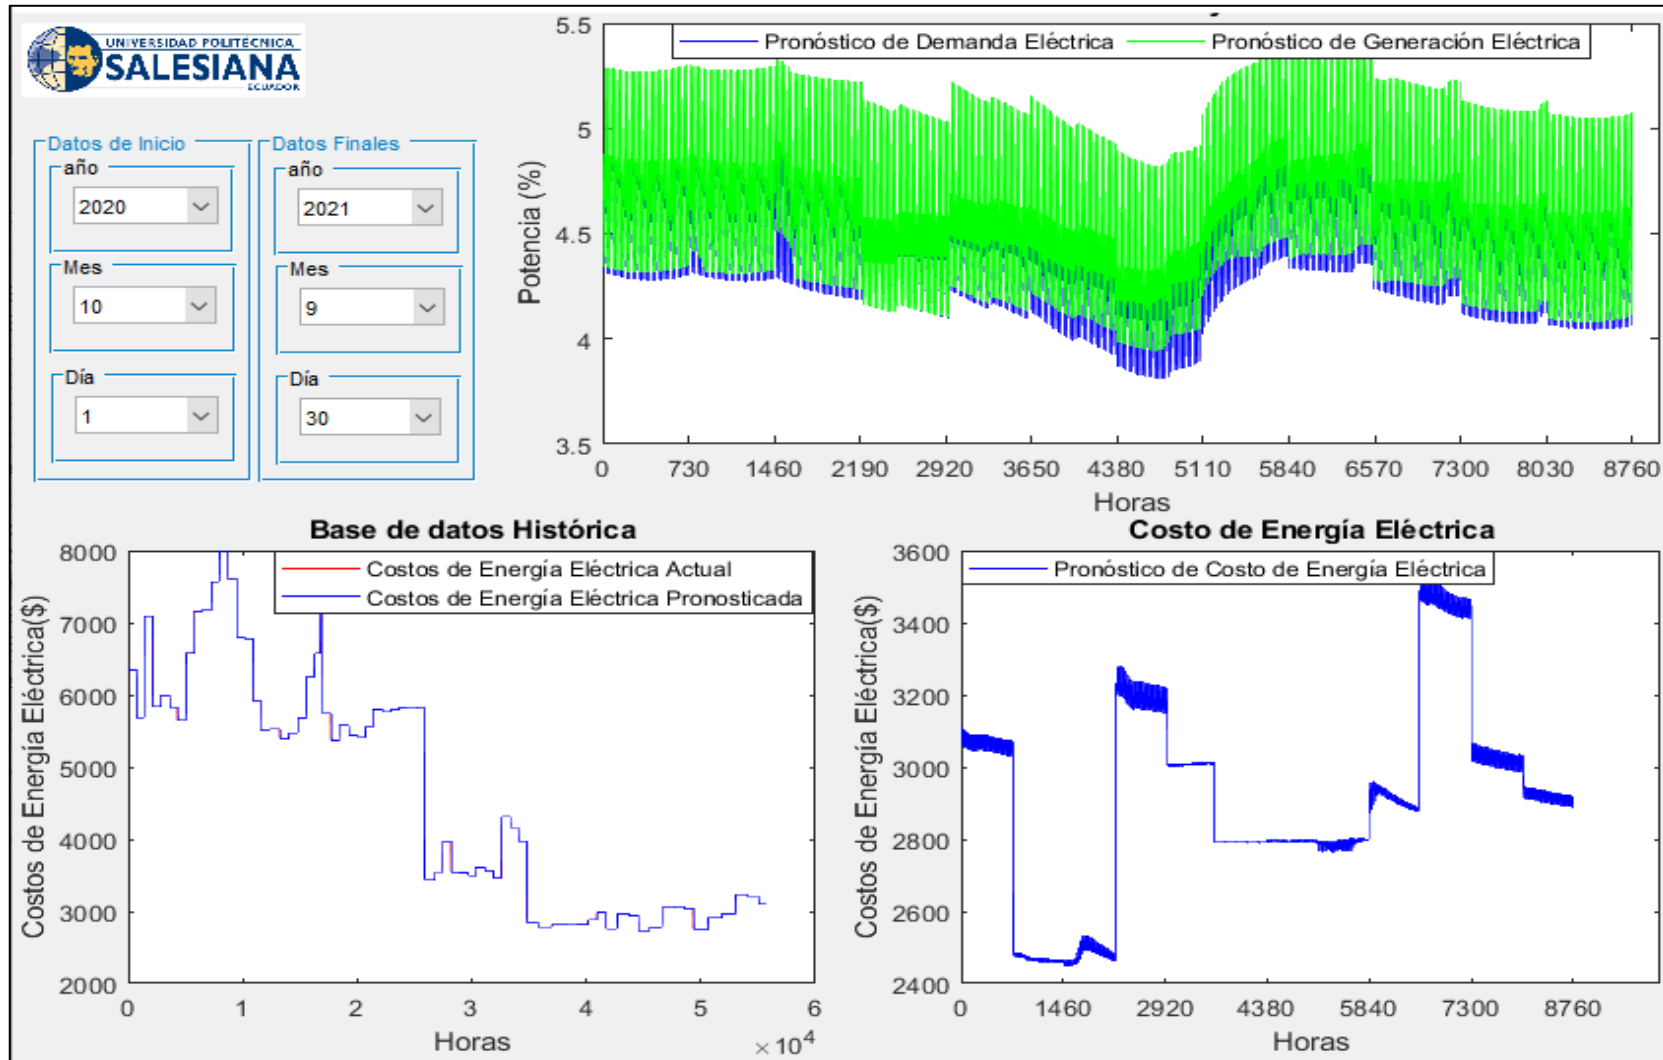 UNIVERSIDAD POLITÉCNICA
SALESIANA
ECUADOR
Datos de Inicio
año
2020
Mes
10
Día
1
Datos Finales
año
2021
Mes
9
Día
30
Pronóstico de Demanda Eléctrica
Pronóstico de Generación Eléctrica
Potencia (%)
5.5
5
4.5
4
3.5
0 730 1460 2190 2920 3650 4380 5110 5840 6570 7300 8030 8760
Horas
Base de datos Histórica
Costos de Energía Eléctrica Actual
Costos de Energía Eléctrica Pronosticada
Costos de Energía Eléctrica($)
8000
7000
6000
5000
4000
3000
2000
0 1 2 3 4 5 6
Horas
× 10⁴
Costo de Energía Eléctrica
Pronóstico de Costo de Energía Eléctrica
Costos de Energía Eléctrica($)
3600
3400
3200
3000
2800
2600
2400
0 1460 2920 4380 5840 7300 8760
Horas